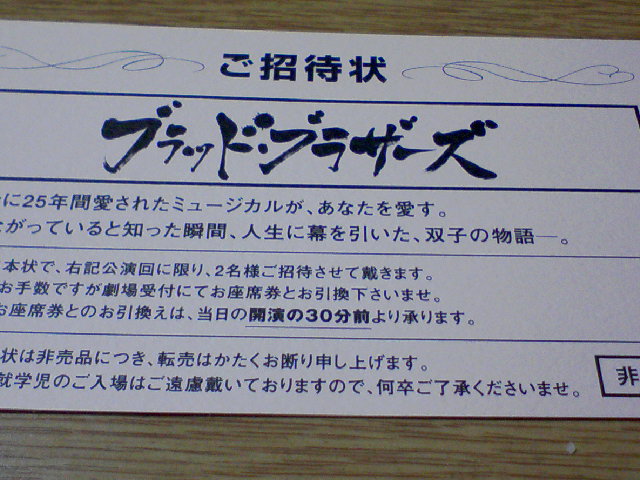 ご招待状
ブラッド・ブラザーズ
に25年間愛されたミュージカルが、あなたを愛す。
がっていると知った瞬間、人生に幕を引いた、双子の物語―。
本状で、右記公演回に限り、2名様ご招待させて戴きます。
お手数ですが劇場受付にてお座席券とお引換下さいませ。
お座席券とのお引換えは、当日の開演の30分前より承ります。
状は非売品につき、転売はかたくお断り申し上げます。
就学児のご入場はご遠慮戴いておりますので、何卒ご了承くださいませ。
非